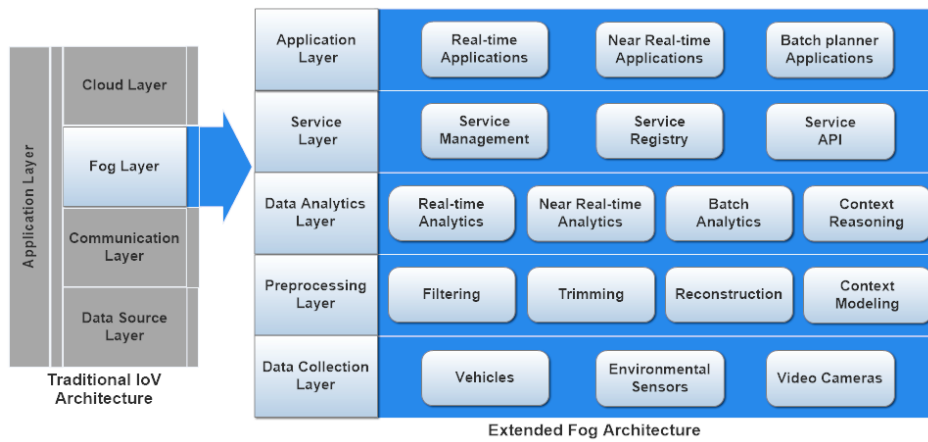 Application Layer
Cloud Layer
Fog Layer
Communication
Layer
Data Source
Layer
Traditional IoV
Architecture
Application
Layer
Real-time
Applications
Near Real-time
Applications
Batch planner
Applications
Service
Layer
Service
Management
Service
Registry
Service
API
Data Analytics
Layer
Real-time
Analytics
Near Real-time
Analytics
Batch
Analytics
Context
Reasoning
Preprocessing
Layer
Filtering
Trimming
Reconstruction
Context
Modeling
Data Collection
Layer
Vehicles
Environmental
Sensors
Video Cameras
Extended Fog Architecture